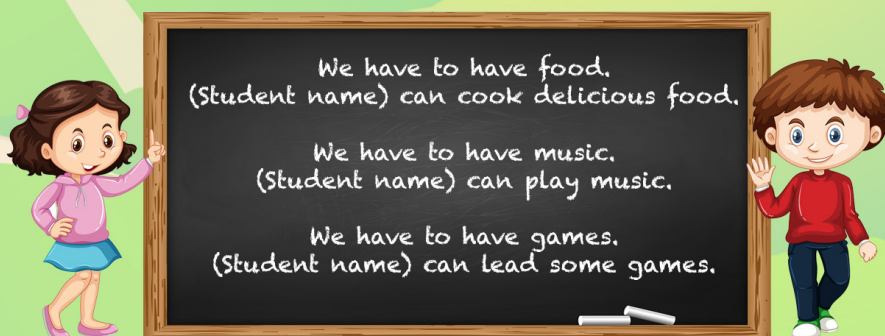 We have to have food.
(Student name) can cook delicious food.
We have to have music.
(Student name) can play music.
We have to have games.
(Student name) can lead some games.